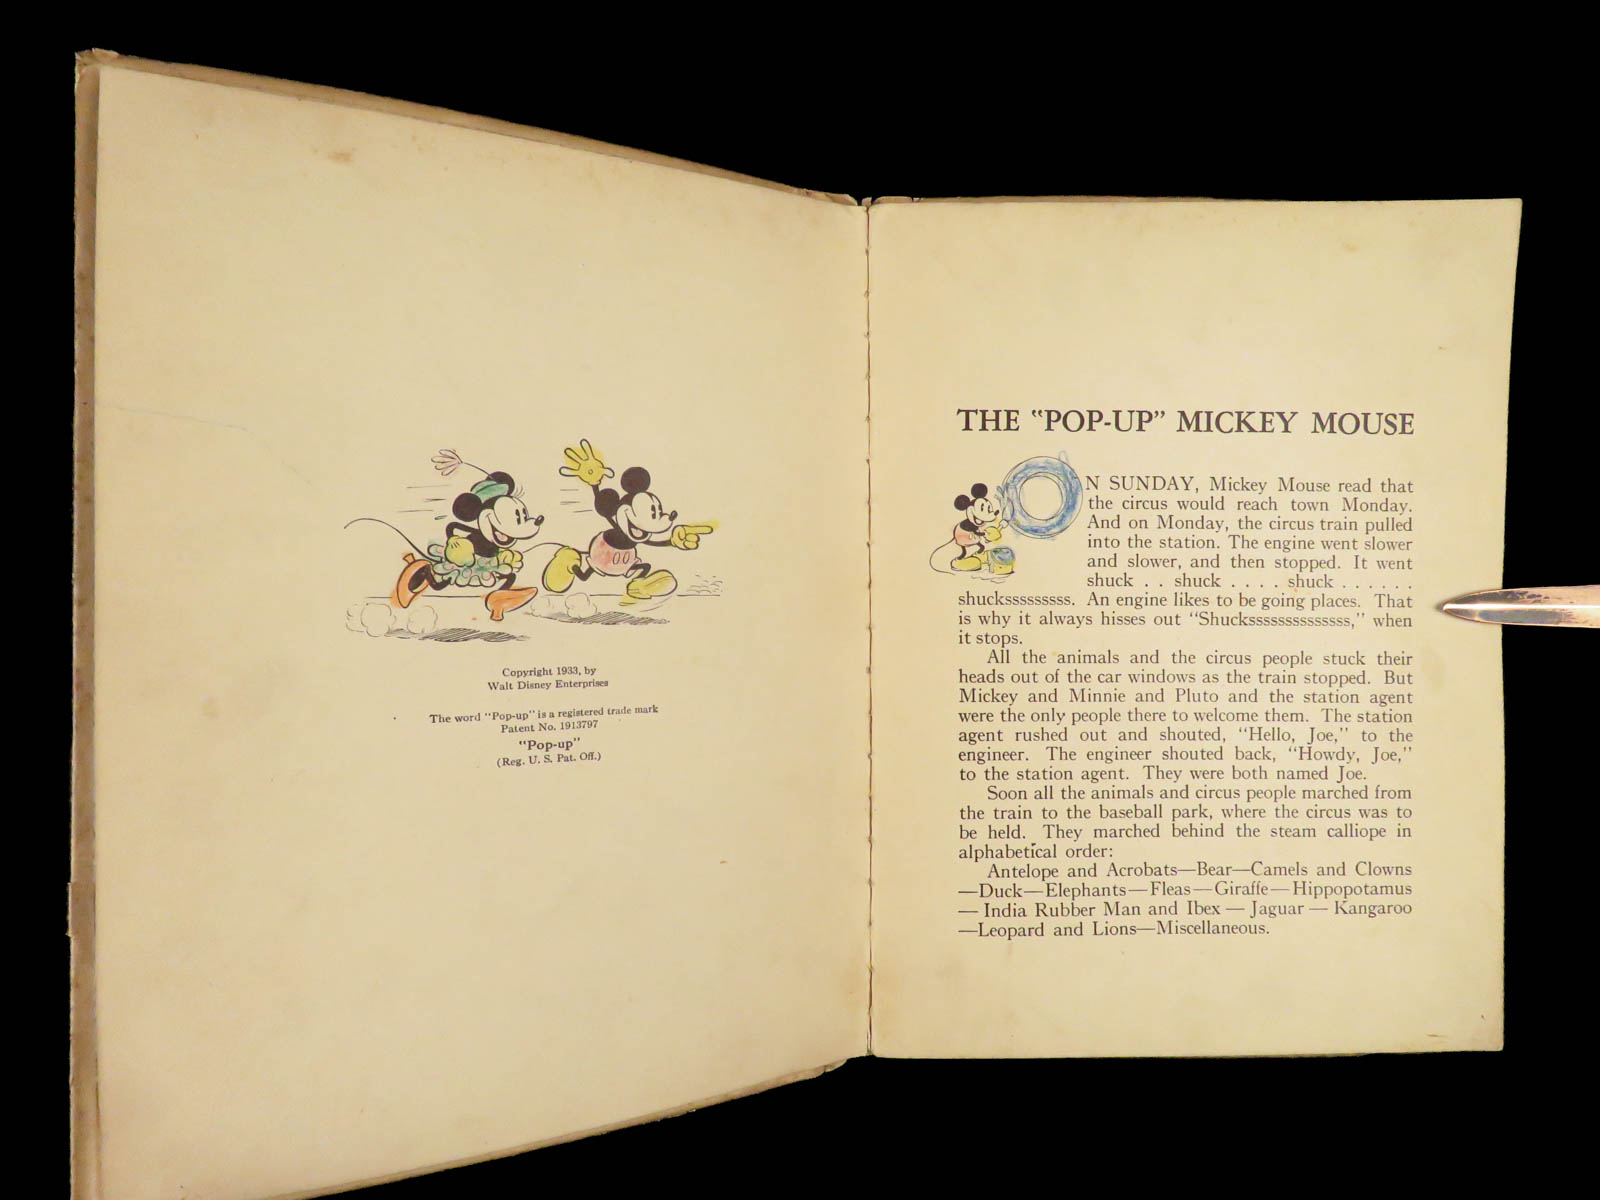 Copyright 1933, by
Walt Disney Enterprises
The word "Pop-up" is a registered trade mark
Patent No. 1913797
"Pop-up"
(Reg. U. S. Pat. Off.)
THE "POP-UP" MICKEY MOUSE
ON SUNDAY, Mickey Mouse read that
the circus would reach town Monday.
And on Monday, the circus train pulled
into the station. The engine went slower
and slower, and then stopped. It went
shuck . . shuck . . . . shuck . . . . . .
shucksssssssss. An engine likes to be going places. That
is why it always hisses out "Shuckssssssssssssss," when
it stops.
All the animals and the circus people stuck their
heads out of the car windows as the train stopped. But
Mickey and Minnie and Pluto and the station agent
were the only people there to welcome them. The station
agent rushed out and shouted, "Hello, Joe," to the
engineer. The engineer shouted back, "Howdy, Joe,"
to the station agent. They were both named Joe.
Soon all the animals and circus people marched from
the train to the baseball park, where the circus was to
be held. They marched behind the steam calliope in
alphabetical order:
Antelope and Acrobats—Bear—Camels and Clowns
—Duck—Elephants—Fleas—Giraffe—Hippopotamus
— India Rubber Man and Ibex — Jaguar — Kangaroo
—Leopard and Lions—Miscellaneous.